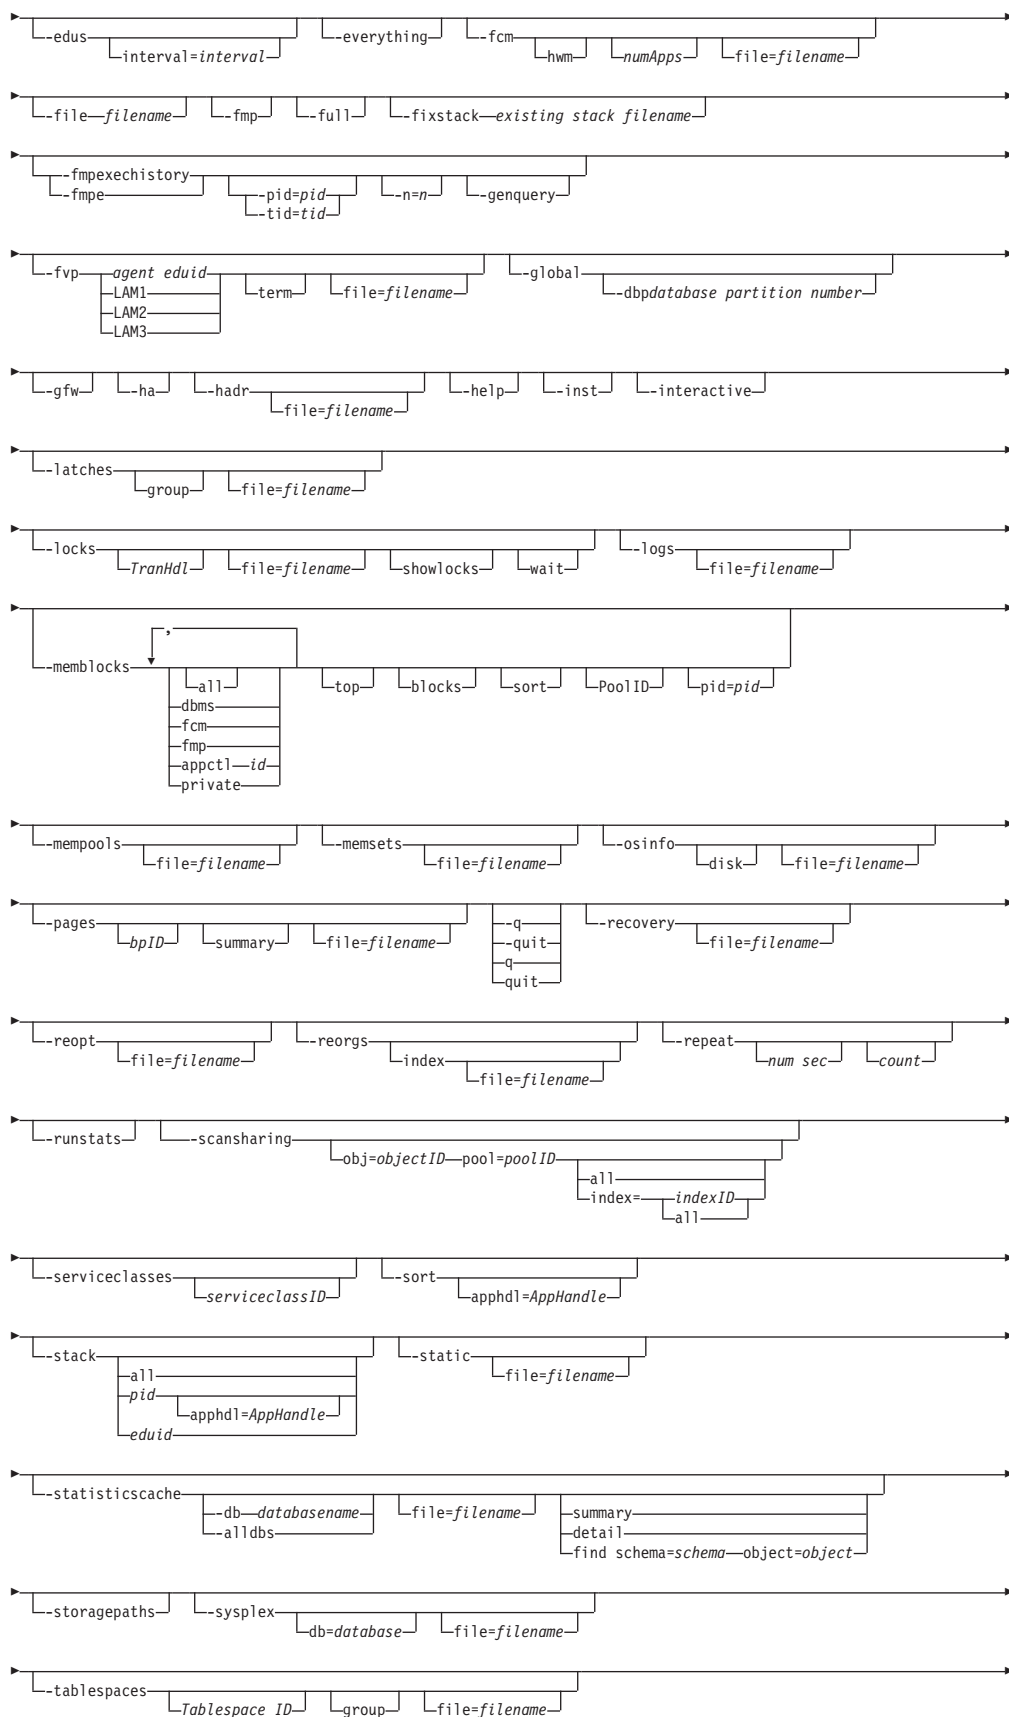 -edus -everything -fcm
interval=interval hwm numApps file=filename
-file filename -fmp -full -fixstack existing stack filename
-fmpexechistory
-fmpe -pid=pid -n=n -genquery
-tid=tid
-fvp agent eduid -global
LAM1 term file=filename -dbpdatabase partition number
LAM2
LAM3
-gfw -ha -hadr -help -inst -interactive
file=filename
-latches
group file=filename
-locks -logs
TranHdl file=filename showlocks wait file=filename
,
-memblocks
all top blocks sort PoolID pid=pid
dbms
fcm
fmp
appctl id
private
-mempools -memsets -osinfo
file=filename file=filename disk file=filename
-pages -q -recovery
bpID summary file=filename -quit file=filename
q
quit
-reopt -reorgs -repeat
file=filename index num sec count
file=filename
-runstats -scansharing
obj=objectID pool=poolID
all
index= indexID
all
-serviceclasses -sort
serviceclassID apphdl=AppHandle
-stack -static
all file=filename
pid
apphdl=AppHandle
eduid
-statisticscache
-db databasename file=filename summary
-alldbs detail
find schema=schema object=object
-storagepaths -sysplex
db=database file=filename
-tablespaces
Tablespace ID group file=filename